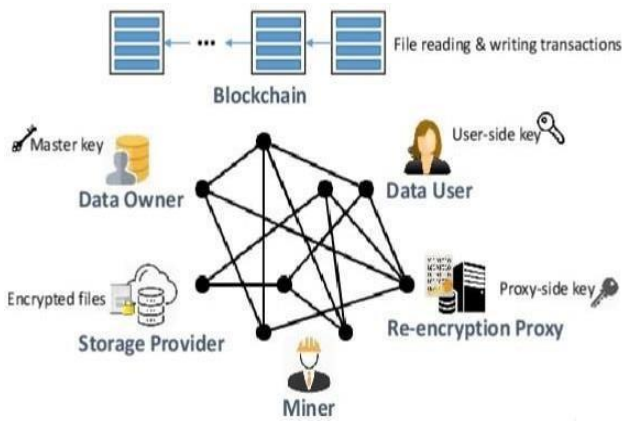 ...
File reading & writing transactions
Blockchain
Master key
User-side key
Data Owner
Data User
Encrypted files
Proxy-side key
Storage Provider
Re-encryption Proxy
Miner